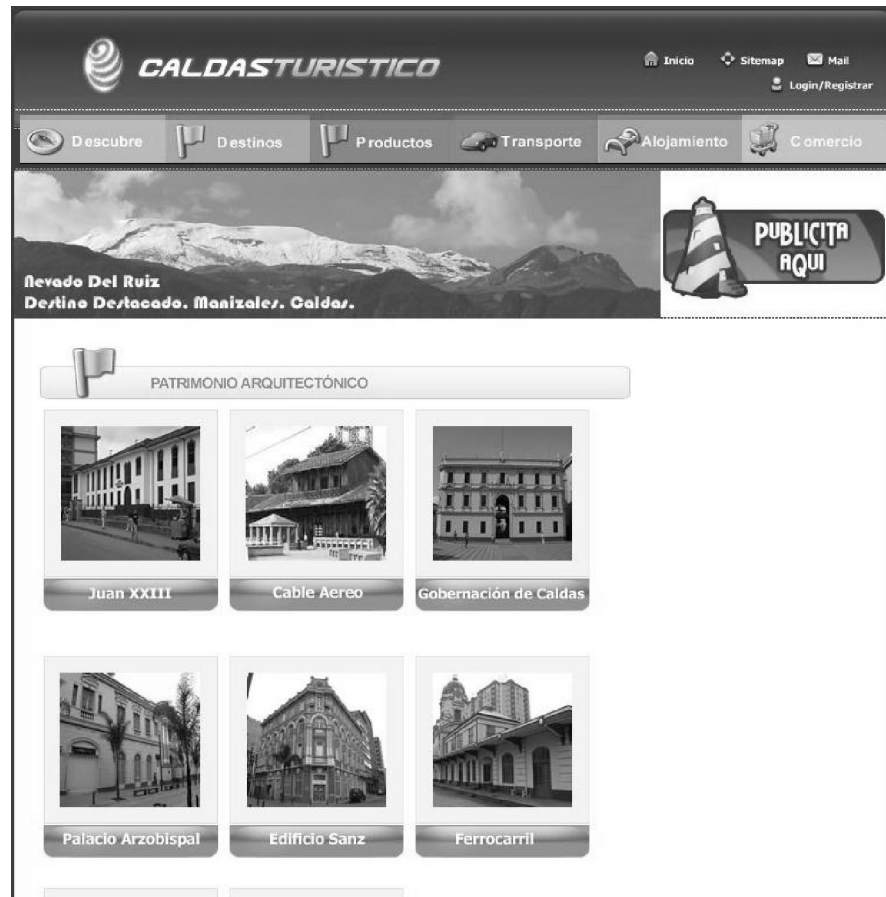 CALDASTURISTICO
Inicio Sitemap Mail
Login/Registrar
Descubre Destinos Productos Transporte Alojamiento Comercio
Nevado Del Ruiz
Destino Destacado. Manizales. Caldas.
PUBLICITA
AQUI
PATRIMONIO ARQUITECTÓNICO
Juan XXIII Cable Aereo Gobernación de Caldas
Palacio Arzobispal Edificio Sanz Ferrocarril